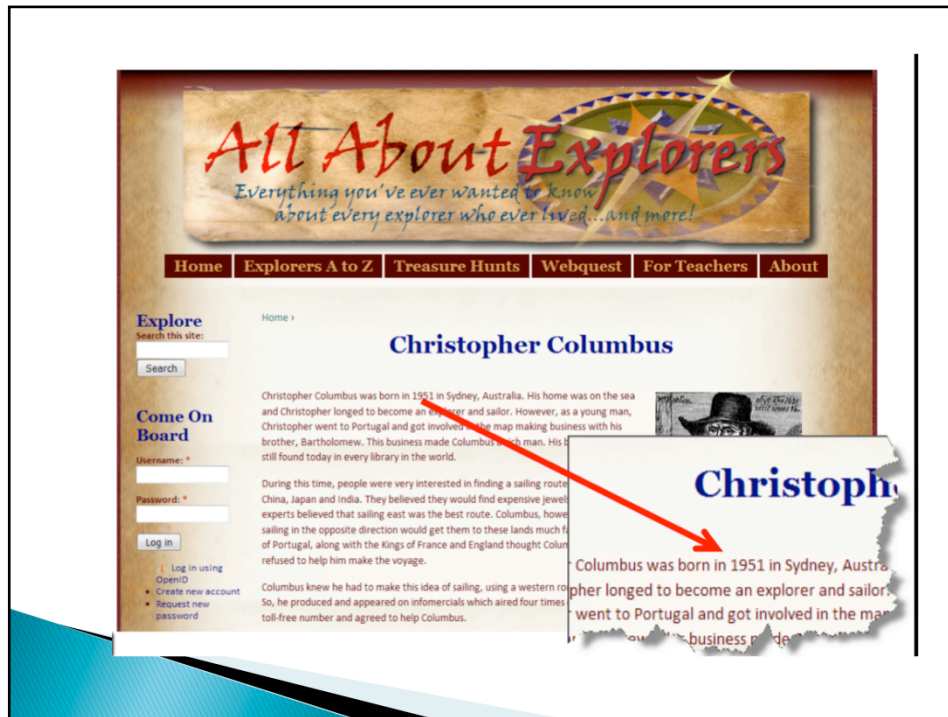 All About Explorers
Everything you've ever wanted to know
about every explorer who ever lived...and more!
Home Explorers A to Z Treasure Hunts Webquest For Teachers About
Explore
Search this site:
Search
Come On
Board
Username: *
Password: *
Log in
Log in using
OpenID
Create new account
Request new
password
Home ›
Christopher Columbus
Christopher Columbus was born in 1951 in Sydney, Australia. His home was on the sea
and Christopher longed to become an explorer and sailor. However, as a young man,
Christopher went to Portugal and got involved in the map making business with his
brother, Bartholomew. This business made Columbus a rich man. His
still found today in every library in the world.
During this time, people were very interested in finding a sailing route
China, Japan and India. They believed they would find expensive jewels
experts believed that sailing east was the best route. Columbus,
sailing in the opposite direction would get them to these lands much
of Portugal, along with the Kings of France and England thought
refused to help him make the voyage.
Columbus knew he had to make this idea of sailing, using a western
So, he produced and appeared on infomercials which aired four times
toll-free number and agreed to help Columbus.
Christoph
Columbus was born in 1951 in Sydney, Austra
pher longed to become an explorer and sailor.
went to Portugal and got involved in the map
business